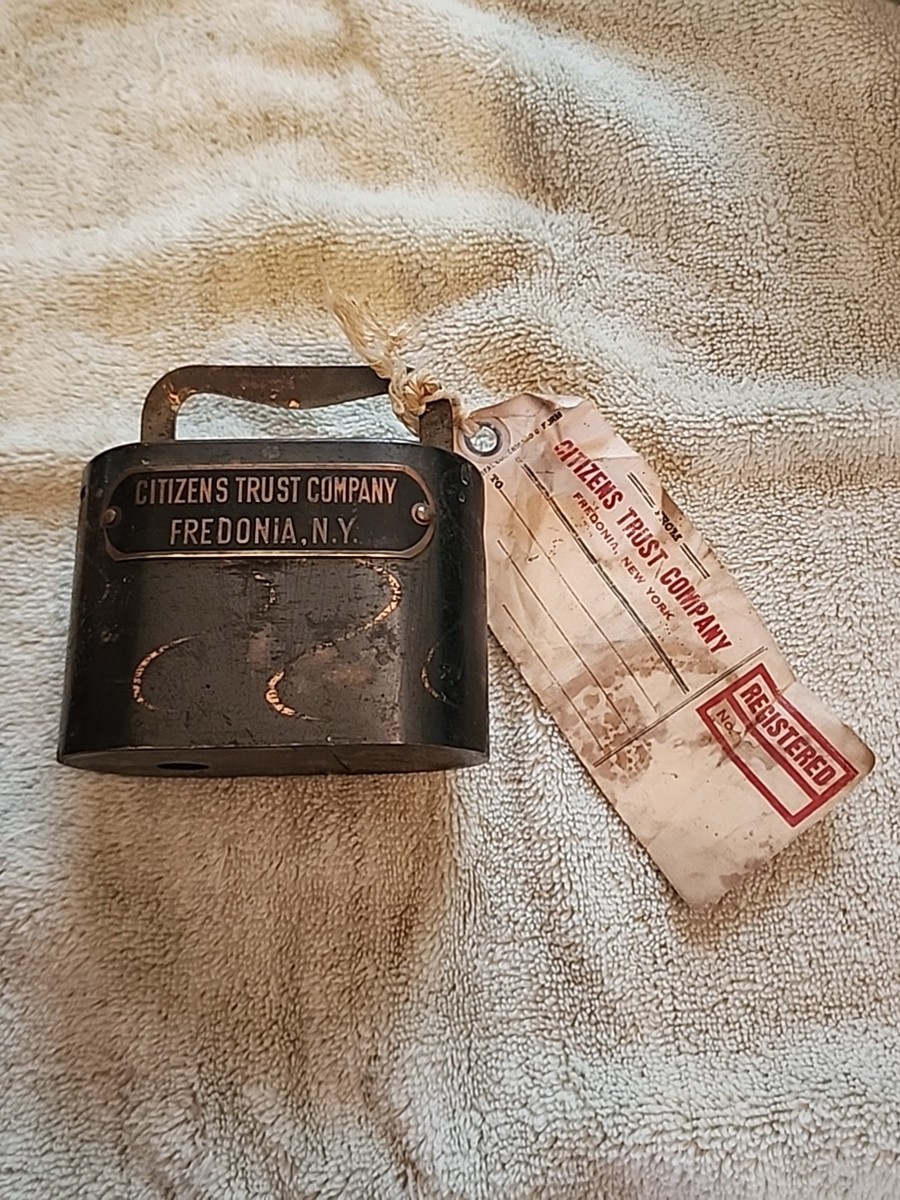 CITIZENS TRUST COMPANY
FREDONIA, N.Y.
FROM
CITIZENS TRUST COMPANY
FREDONIA, NEW YORK
TO
REGISTERED
No.